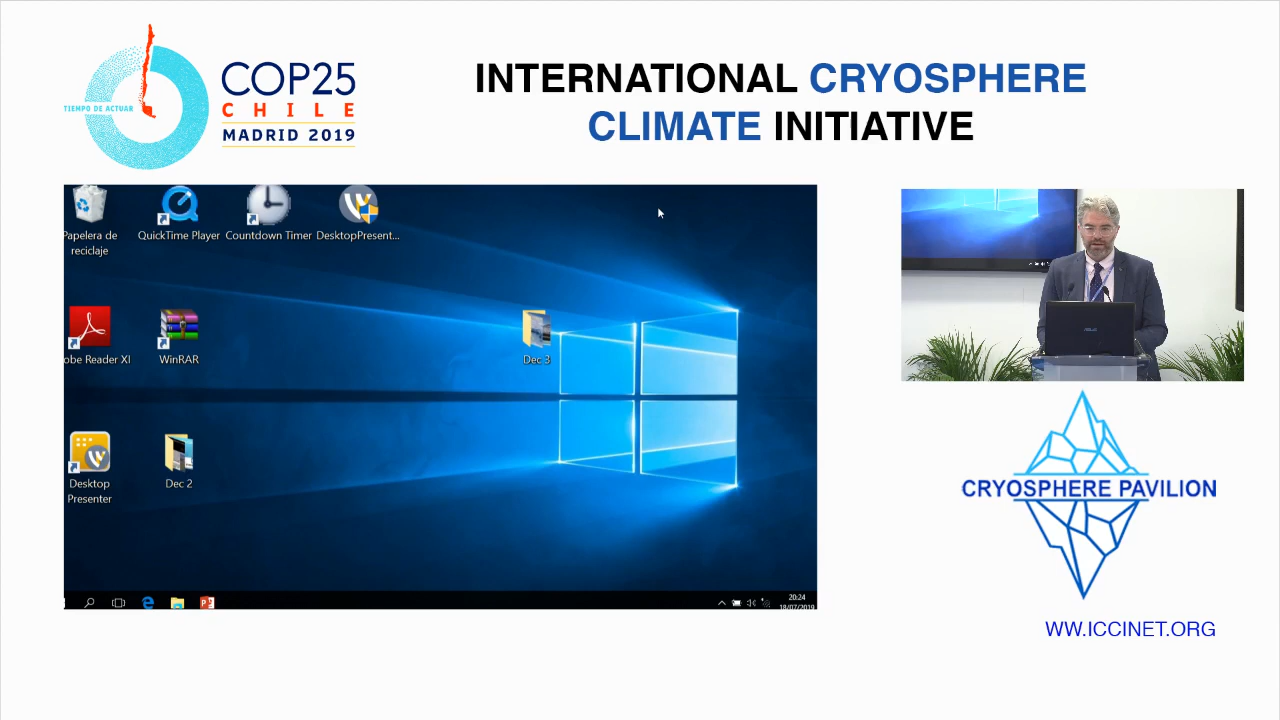 TIEMPO DE ACTUAR
COP25
CHILE
MADRID 2019
INTERNATIONAL CRYOSPHERE
CLIMATE INITIATIVE
Papelera de
reciclaje
QuickTime Player
Countdown Timer
DesktopPresent...
obe Reader XI
WinRAR
Dec 3
Desktop
Presenter
Dec 2
20:24
18/07/2019
ASUS
CRYOSPHERE PAVILION
WW.ICCINET.ORG